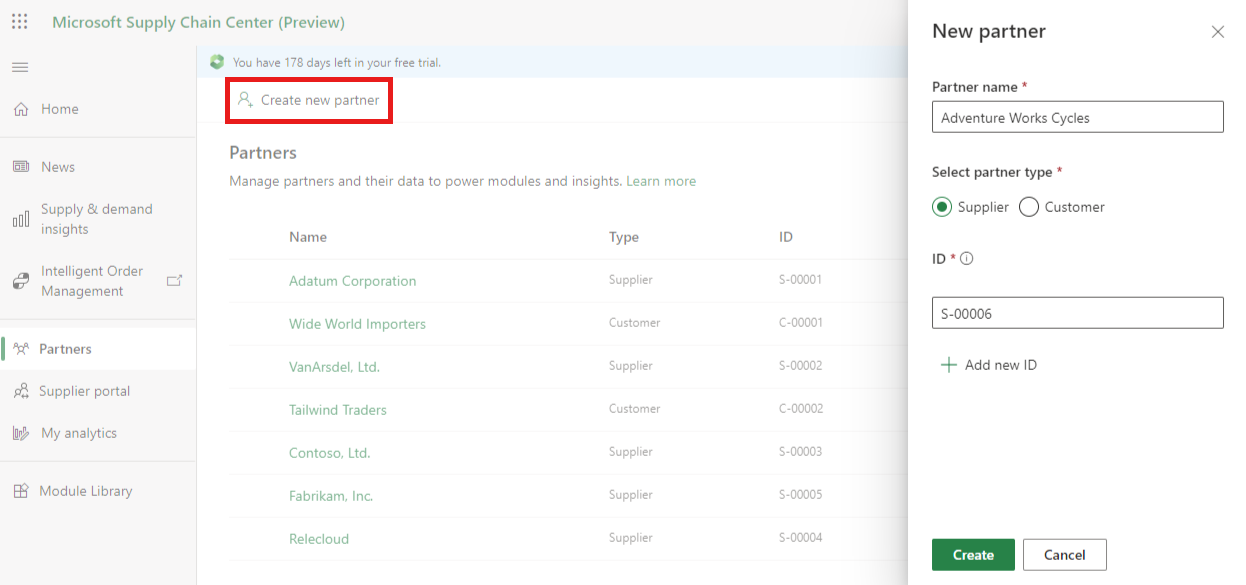 Microsoft Supply Chain Center (Preview)
You have 178 days left in your free trial.
Create new partner
Home
News
Supply & demand
insights
Intelligent Order
Management
Partners
Supplier portal
My analytics
Module Library
Partners
Manage partners and their data to power modules and insights. Learn more
Name Type ID
Adatum Corporation Supplier S-00001
Wide World Importers Customer C-00001
VanArsdel, Ltd. Supplier S-00002
Tailwind Traders Customer C-00002
Contoso, Ltd. Supplier S-00003
Fabrikam, Inc. Supplier S-00005
Relecloud Supplier S-00004
New partner
Partner name *
Adventure Works Cycles
Select partner type *
Supplier Customer
ID *
S-00006
Add new ID
Create Cancel